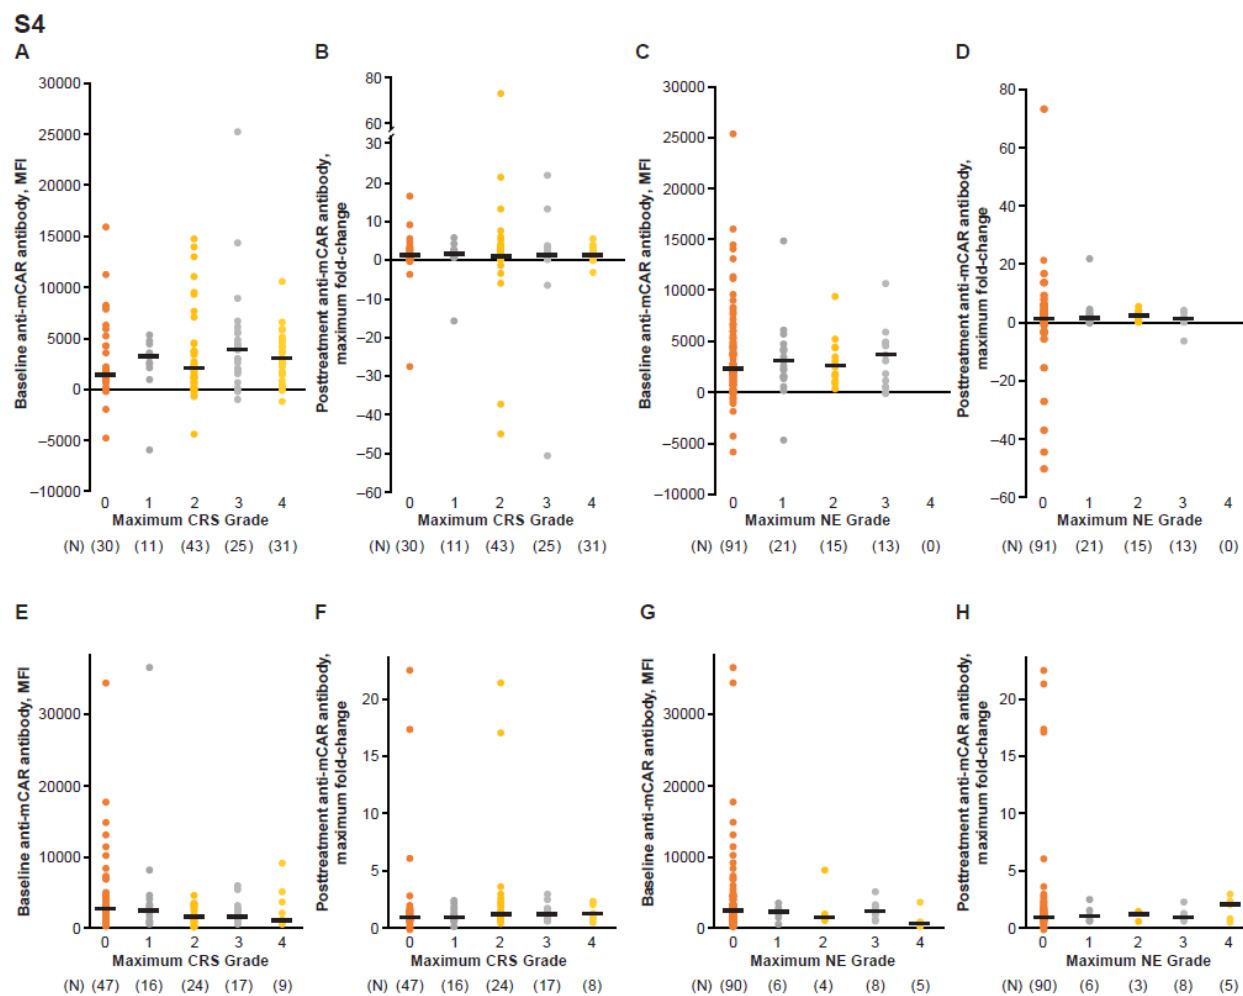 S4
A
B
C
D
Baseline anti-mCAR antibody, MFI
30000
25000
20000
15000
10000
5000
0
–5000
–10000
0 1 2 3 4
Maximum CRS Grade
(N) (30) (11) (43) (25) (31)
Posttreatment anti-mCAR antibody,
maximum fold-change
80
60
30
20
10
0
–10
–20
–30
–40
–50
–60
0 1 2 3 4
Maximum CRS Grade
(N) (30) (11) (43) (25) (31)
Baseline anti-mCAR antibody, MFI
30000
25000
20000
15000
10000
5000
0
–5000
–10000
0 1 2 3 4
Maximum NE Grade
(N) (91) (21) (15) (13) (0)
Posttreatment anti-mCAR antibody,
maximum fold-change
80
60
40
20
0
–20
–40
–60
0 1 2 3 4
Maximum NE Grade
(N) (91) (21) (15) (13) (0)
E
F
G
H
Baseline anti-mCAR antibody, MFI
30000
20000
10000
0
0 1 2 3 4
Maximum CRS Grade
(N) (47) (16) (24) (17) (9)
Posttreatment anti-mCAR antibody,
maximum fold-change
20
15
10
5
0
0 1 2 3 4
Maximum CRS Grade
(N) (47) (16) (24) (17) (8)
Baseline anti-mCAR antibody, MFI
30000
20000
10000
0
0 1 2 3 4
Maximum NE Grade
(N) (90) (6) (4) (8) (5)
Posttreatment anti-mCAR antibody,
maximum fold-change
20
15
10
5
0
0 1 2 3 4
Maximum NE Grade
(N) (90) (6) (3) (8) (5)